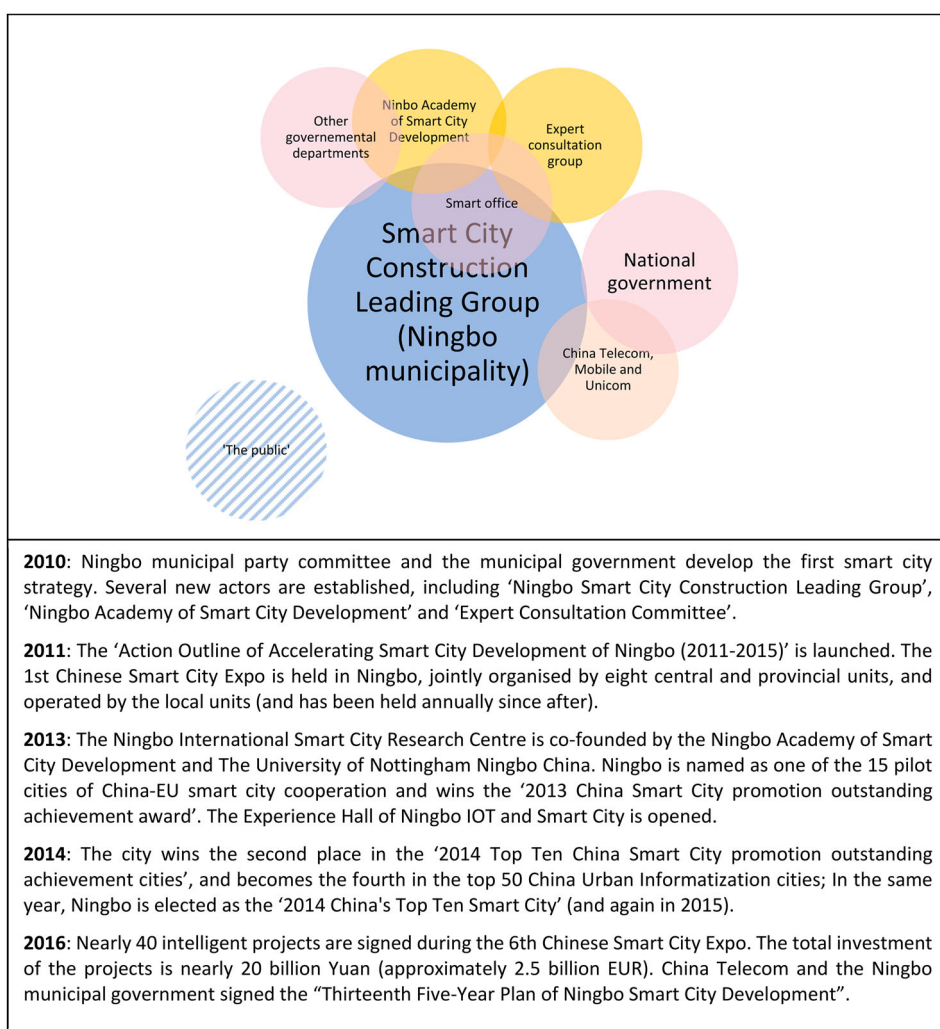 Other
governemental
departments
Ninbo Academy
of Smart City
Development
Expert
consultation
group
Smart office
Smart City
Construction
Leading Group
(Ningbo
municipality)
National
government
China Telecom,
Mobile and
Unicom
'The public'
2010: Ningbo municipal party committee and the municipal government develop the first smart city
strategy. Several new actors are established, including ‘Ningbo Smart City Construction Leading Group’,
‘Ningbo Academy of Smart City Development’ and ‘Expert Consultation Committee’.
2011: The ‘Action Outline of Accelerating Smart City Development of Ningbo (2011-2015)’ is launched. The
1st Chinese Smart City Expo is held in Ningbo, jointly organised by eight central and provincial units, and
operated by the local units (and has been held annually since after).
2013: The Ningbo International Smart City Research Centre is co-founded by the Ningbo Academy of Smart
City Development and The University of Nottingham Ningbo China. Ningbo is named as one of the 15 pilot
cities of China-EU smart city cooperation and wins the ‘2013 China Smart City promotion outstanding
achievement award’. The Experience Hall of Ningbo IOT and Smart City is opened.
2014: The city wins the second place in the ‘2014 Top Ten China Smart City promotion outstanding
achievement cities’, and becomes the fourth in the top 50 China Urban Informatization cities; In the same
year, Ningbo is elected as the ‘2014 China's Top Ten Smart City’ (and again in 2015).
2016: Nearly 40 intelligent projects are signed during the 6th Chinese Smart City Expo. The total investment
of the projects is nearly 20 billion Yuan (approximately 2.5 billion EUR). China Telecom and the Ningbo
municipal government signed the “Thirteenth Five-Year Plan of Ningbo Smart City Development”.